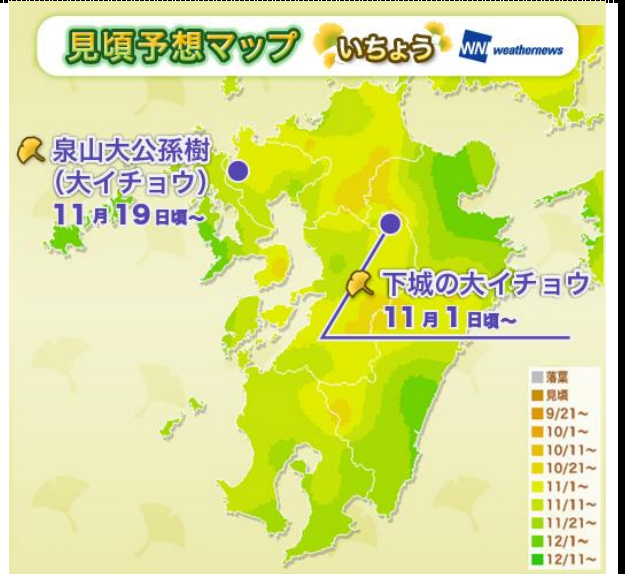 見頃予想マップ いちょう WNI weathernews
泉山大公孫樹
(大イチョウ)
11月19日頃~
下城の大イチョウ
11月1日頃~
落葉
見頃
9/21~
10/1~
10/11~
10/21~
11/1~
11/11~
11/21~
12/1~
12/11~